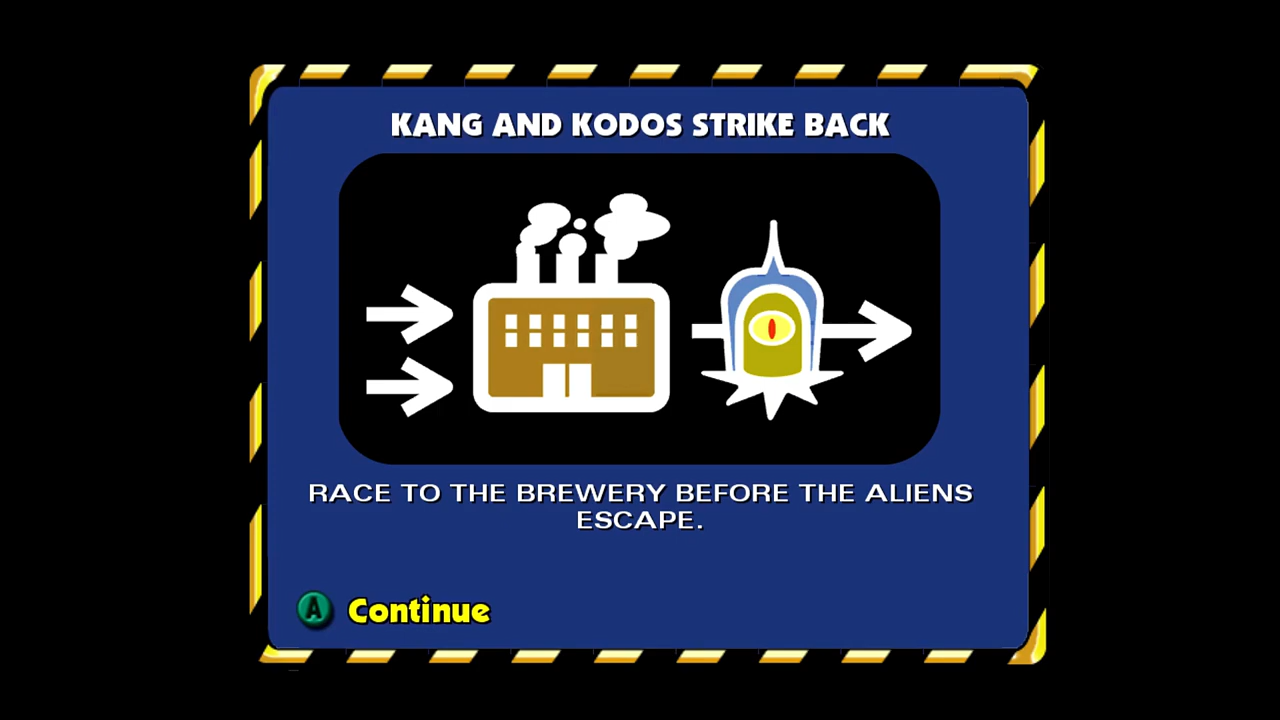 KANG AND KODOS STRIKE BACK
RACE TO THE BREWERY BEFORE THE ALIENS
ESCAPE.
A Continue